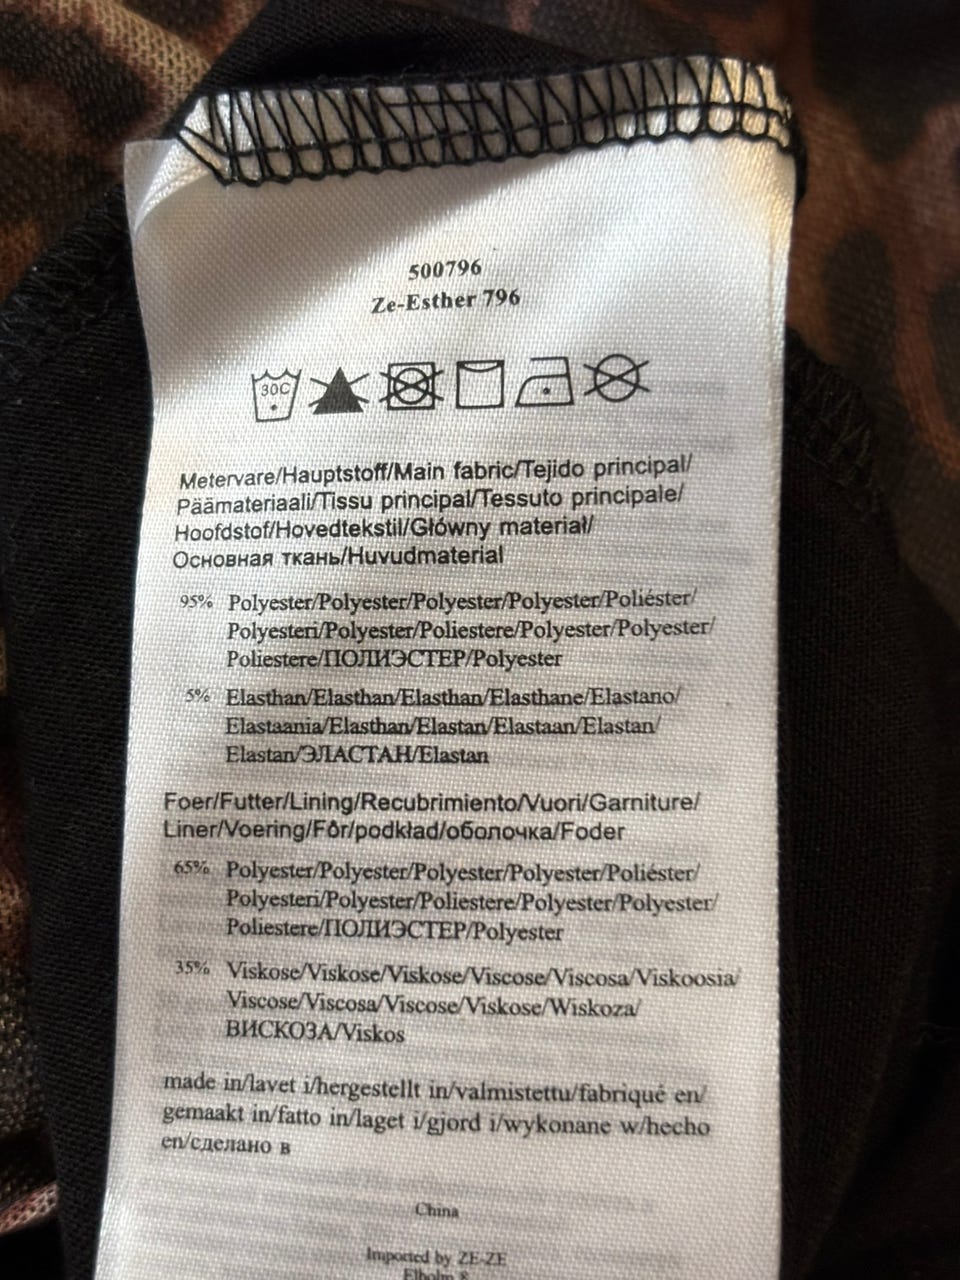 500796
Ze-Esther 796
30C
Metervare/Hauptstoff/Main fabric/Tejido principal/
Päämateriaali/Tissu principal/Tessuto principale/
Hoofdstof/Hovedtekstil/Główny materiał/
Основная ткань/Huvudmaterial
95% Polyester/Polyester/Polyester/Polyester/Poliéster/
Polyesteri/Polyester/Poliestere/Polyester/Polyester/
Poliestere/ПОЛИЭСТЕР/Polyester
5% Elasthan/Elasthan/Elasthan/Elasthane/Elastano/
Elastaania/Elasthan/Elastan/Elastaan/Elastan/
Elastan/ЭЛАСТАН/Elastan
Foer/Futter/Lining/Recubrimiento/Vuori/Garniture/
Liner/Voering/Fôr/podkład/оболочка/Foder
65% Polyester/Polyester/Polyester/Polyester/Poliéster/
Polyesteri/Polyester/Poliestere/Polyester/Polyester/
Poliestere/ПОЛИЭСТЕР/Polyester
35% Viskose/Viskose/Viskose/Viscose/Viscosa/Viskoosia/
Viscose/Viscosa/Viscose/Viskose/Wiskoza/
ВИСКОЗА/Viskos
made in/lavet i/hergestellt in/valmistettu/fabriqué en/
gemaakt in/fatto in/laget i/gjord i/wykonane w/hecho
en/сделано в
China
Imported by ZE-ZE
Elholm 8